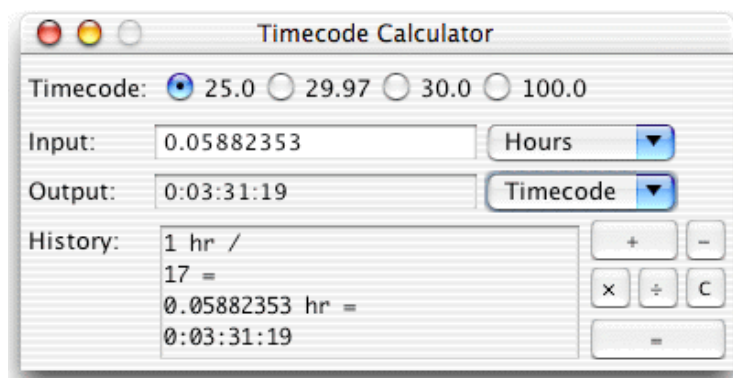 Timecode Calculator
Timecode: 25.0 29.97 30.0 100.0
Input: 0.05882353 Hours
Output: 0:03:31:19 Timecode
History:
1 hr /
17 =
0.05882353 hr =
0:03:31:19
+ −
× ÷ C
=